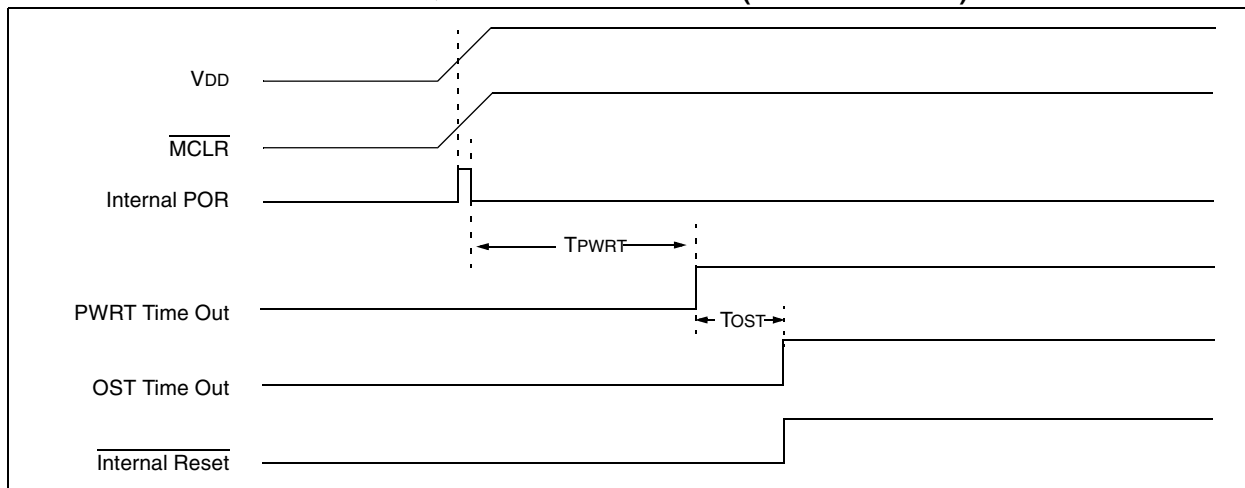 VDD
MCLR
Internal POR
TPWRT
PWRT Time Out
TOST
OST Time Out
Internal Reset